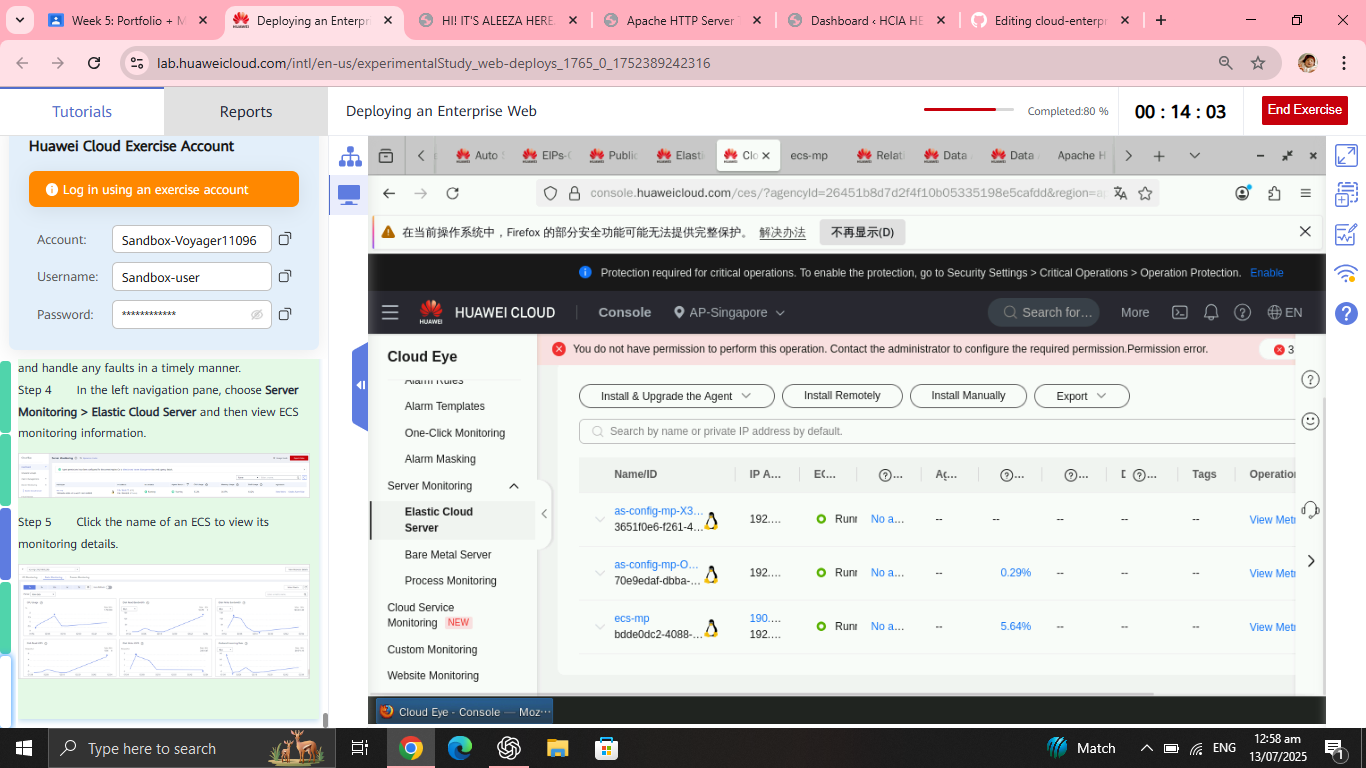 Week 5: Portfolio + M
Deploying an Enterpri
HI! IT'S ALEEZA HERE
Apache HTTP Server
Dashboard ‹ HCIA HE
Editing cloud-enterpr
lab.huaweicloud.com/intl/en-us/experimentalStudy_web-deploys_1765_0_1752389242316
Tutorials
Reports
Deploying an Enterprise Web
Completed:80 %
00 : 14 : 03
End Exercise
Huawei Cloud Exercise Account
Log in using an exercise account
Account:
Sandbox-Voyager11096
Username:
Sandbox-user
Password:
************
and handle any faults in a timely manner.
Step 4 In the left navigation pane, choose Server
Monitoring > Elastic Cloud Server and then view ECS
monitoring information.
Step 5 Click the name of an ECS to view its
monitoring details.
Auto
EIPs-
Public
Elasti
Clo
ecs-mp
Relat
Data
Data
Apache H
console.huaweicloud.com/ces/?agencyId=26451b8d7d2f4f10b05335198e5cafdd&region=a
在当前操作系统中，Firefox 的部分安全功能可能无法提供完整保护。 解决办法 不再显示(D)
Protection required for critical operations. To enable the protection, go to Security Settings > Critical Operations > Operation Protection. Enable
HUAWEI
HUAWEI CLOUD
Console
AP-Singapore
Search for…
More
EN
Cloud Eye
Alarm Rules
Alarm Templates
One-Click Monitoring
Alarm Masking
Server Monitoring
Elastic Cloud
Server
Bare Metal Server
Process Monitoring
Cloud Service
Monitoring NEW
Custom Monitoring
Website Monitoring
You do not have permission to perform this operation. Contact the administrator to configure the required permission.Permission error.
3
Install & Upgrade the Agent
Install Remotely
Install Manually
Export
Search by name or private IP address by default.
Name/ID IP A… EC… Ag… D Tags Operation
as-config-mp-X3…
3651f0e6-f261-4…
192.… Runr No a… -- -- -- -- -- View Metr
as-config-mp-O…
70e9edaf-dbba-…
192.… Runr No a… -- 0.29% -- -- -- View Metr
ecs-mp
bdde0dc2-4088-…
190.…
192.…
Runr No a… -- 5.64% -- -- -- View Metr
Cloud Eye - Console — Moz…
Type here to search
Match
ENG
12:58 am
13/07/2025
1